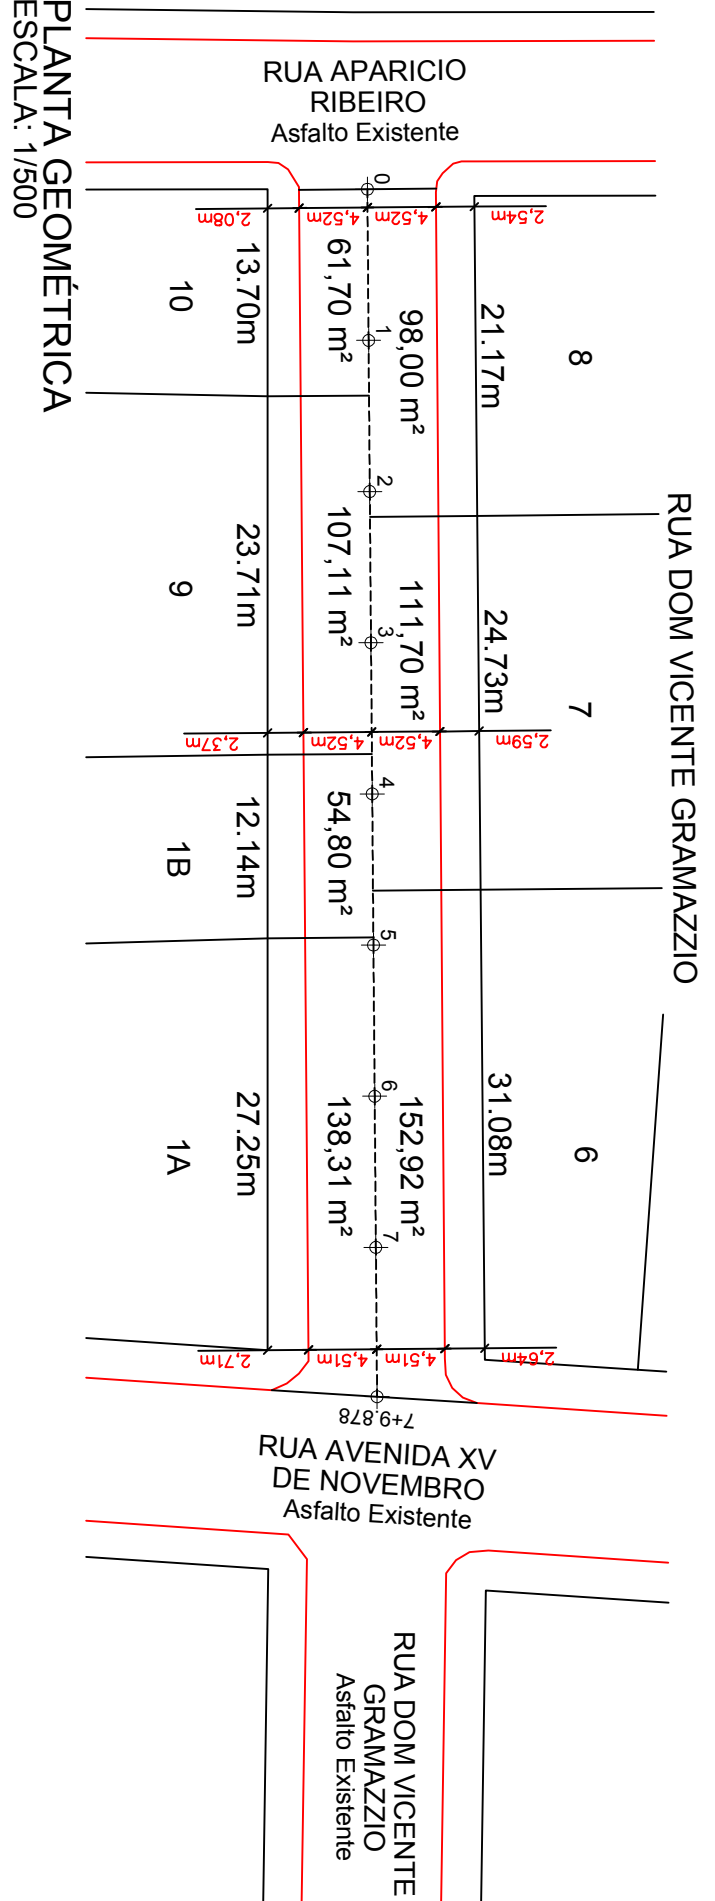 PLANTA GEOMÉTRICA
ESCALA: 1/500
RUA APARICIO
RIBEIRO
Asfalto Existente
0
2,08m
4,52m
4,52m
2,54m
10
13.70m
61,70 m²
1
98,00 m²
21.17m
8
2
RUA DOM VICENTE GRAMAZZIO
9
23.71m
107,11 m²
3
111,70 m²
24.73m
7
2,37m
4,52m
4,52m
2,59m
1B
12.14m
54,80 m²
4
5
1A
27.25m
138,31 m²
6
152,92 m²
31.08m
6
7
2,71m
4,51m
4,51m
2,64m
7+9.878
RUA AVENIDA XV
DE NOVEMBRO
Asfalto Existente
RUA DOM VICENTE
GRAMAZZIO
Asfalto Existente